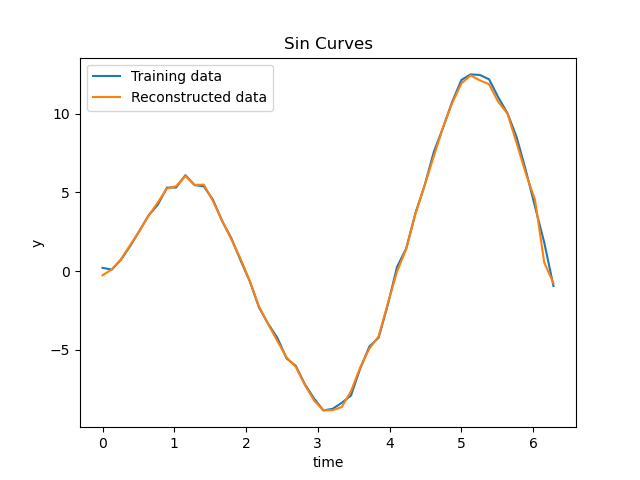 Sin Curves
Training data
Reconstructed data
10
5
0
−5
y
0 1 2 3 4 5 6
time